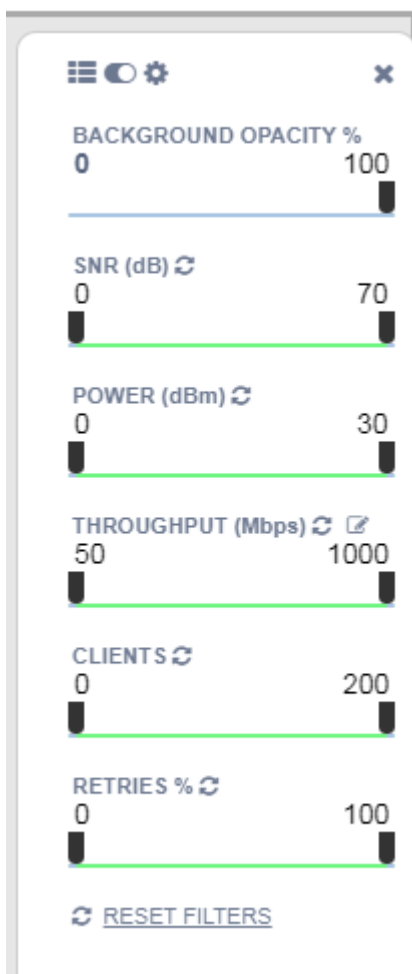 BACKGROUND OPACITY %
0 100
SNR (dB)
0 70
POWER (dBm)
0 30
THROUGHPUT (Mbps)
50 1000
CLIENTS
0 200
RETRIES %
0 100
RESET FILTERS